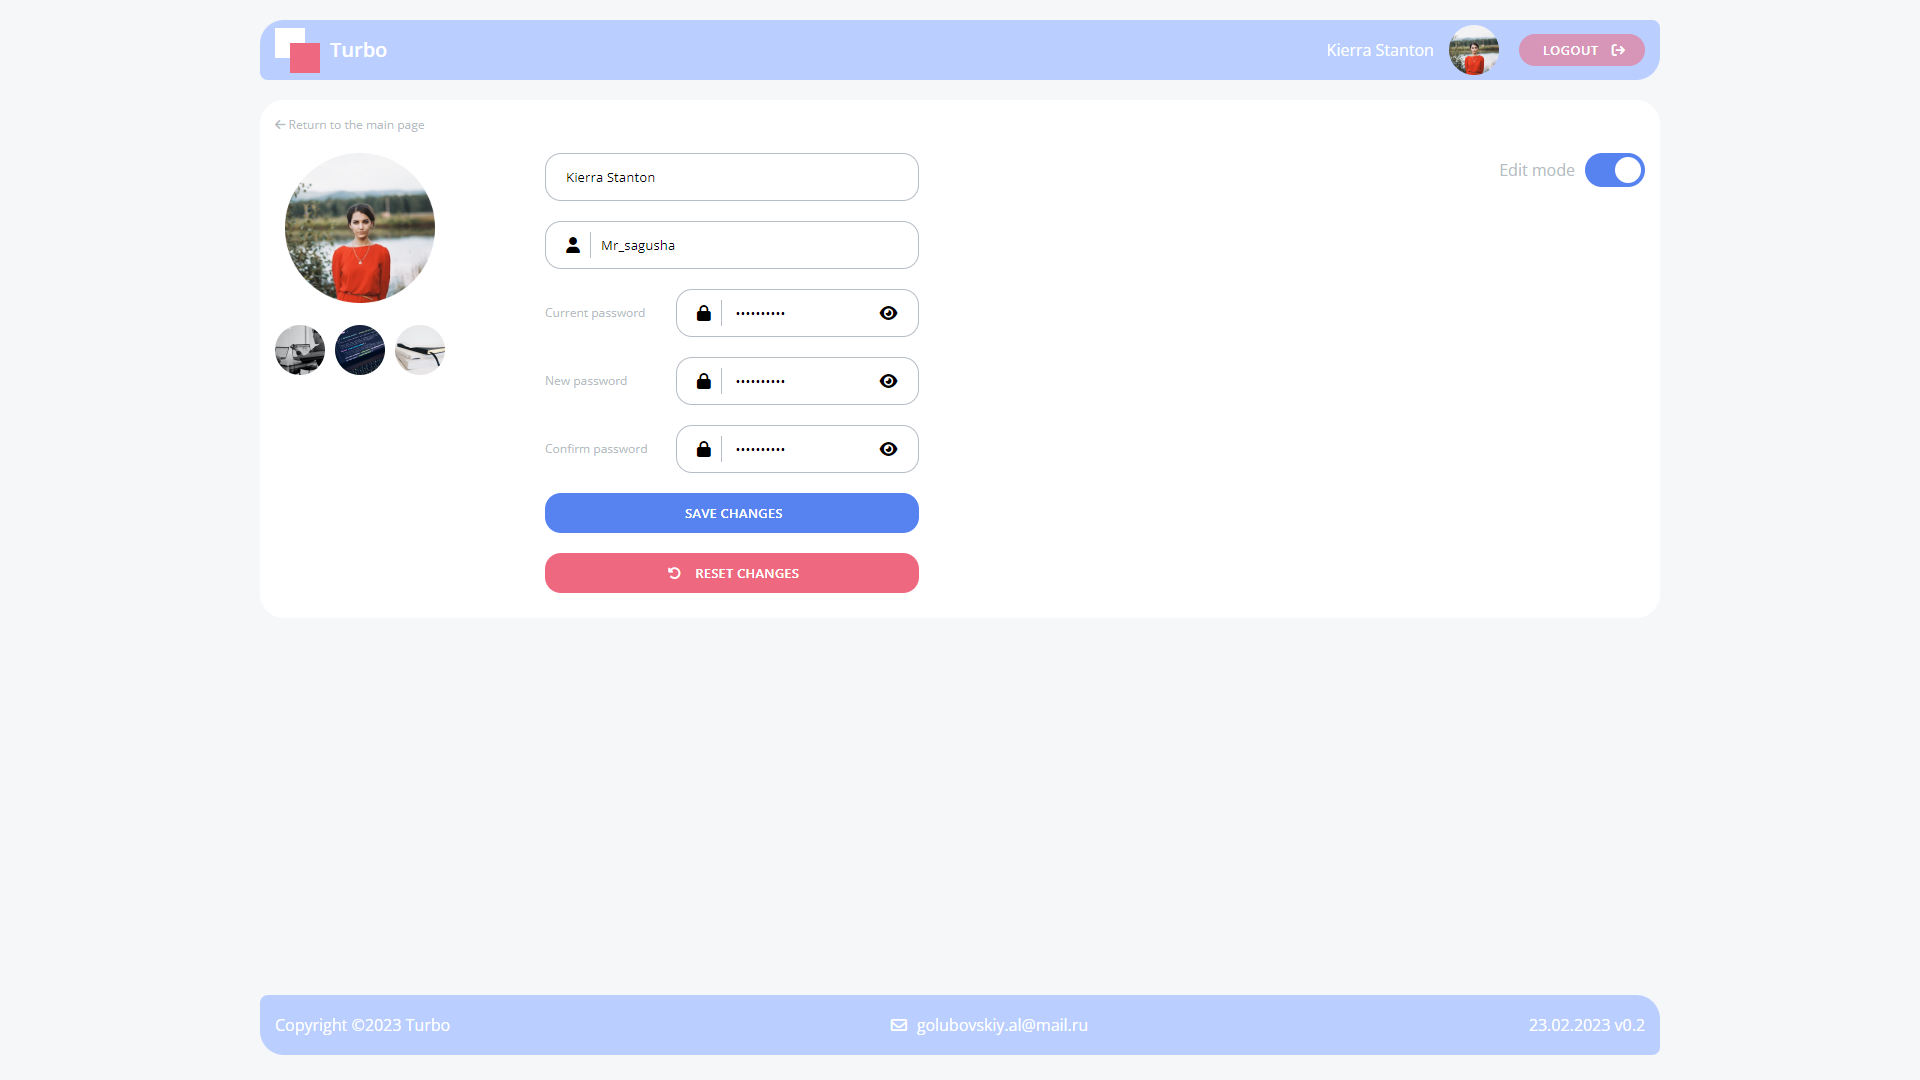 Turbo
Kierra Stanton
LOGOUT
Return to the main page
Kierra Stanton
Edit mode
Mr_sagusha
Current password
••••••••••
New password
••••••••••
Confirm password
••••••••••
SAVE CHANGES
RESET CHANGES
Copyright ©2023 Turbo
golubovskiy.al@mail.ru
23.02.2023 v0.2